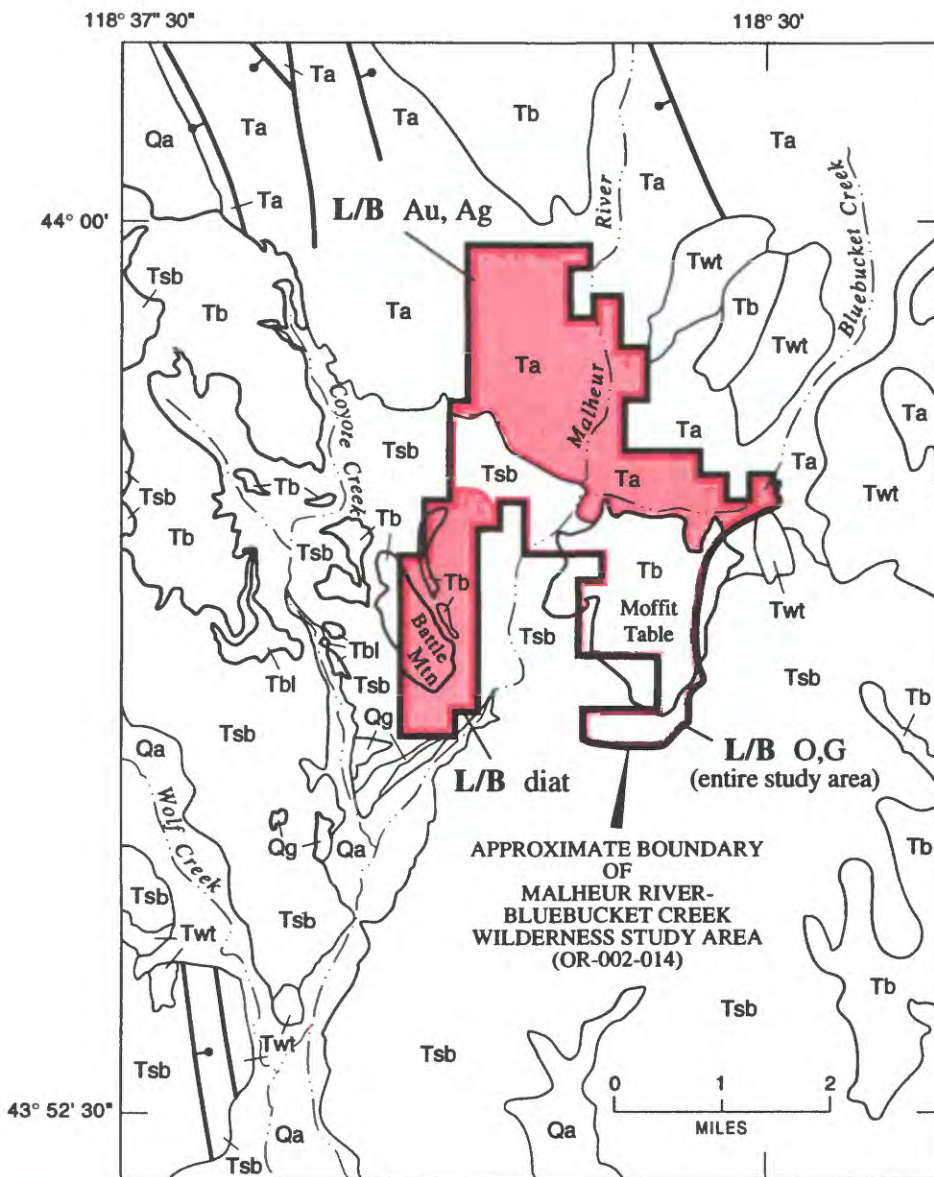 118° 37" 30"
118° 30'
Ta
Ta
Tb
Qa
Ta
Ta
Ta
Ta
River
Bluebucket Creek
44° 00'
L/B Au, Ag
Twt
Tsb
Tb
Ta
Tb
Twt
Ta
Malheur
Coyote Creek
Ta
Ta
Tsb
Tsb
Ta
Ta
Twt
Tsb
Tb
Tb
Tb
Tsb
Tb
Tb
Moffit
Table
Twt
Battle
Mtn
Tsb
Tbl
Tbl
Tsb
Tsb
Tb
Qg
Tsb
Qa
L/B O,G
(entire study area)
L/B diat
Wolf Creek
Qg
Qa
APPROXIMATE BOUNDARY
OF
MALHEUR RIVER-
BLUEBUCKET CREEK
WILDERNESS STUDY AREA
(OR-002-014)
Tb
Tsb
Tsb
Twt
Tb
Tsb
Twt
Tsb
Tsb
0 1 2
MILES
43° 52' 30"
Qa
Qa
Tsb